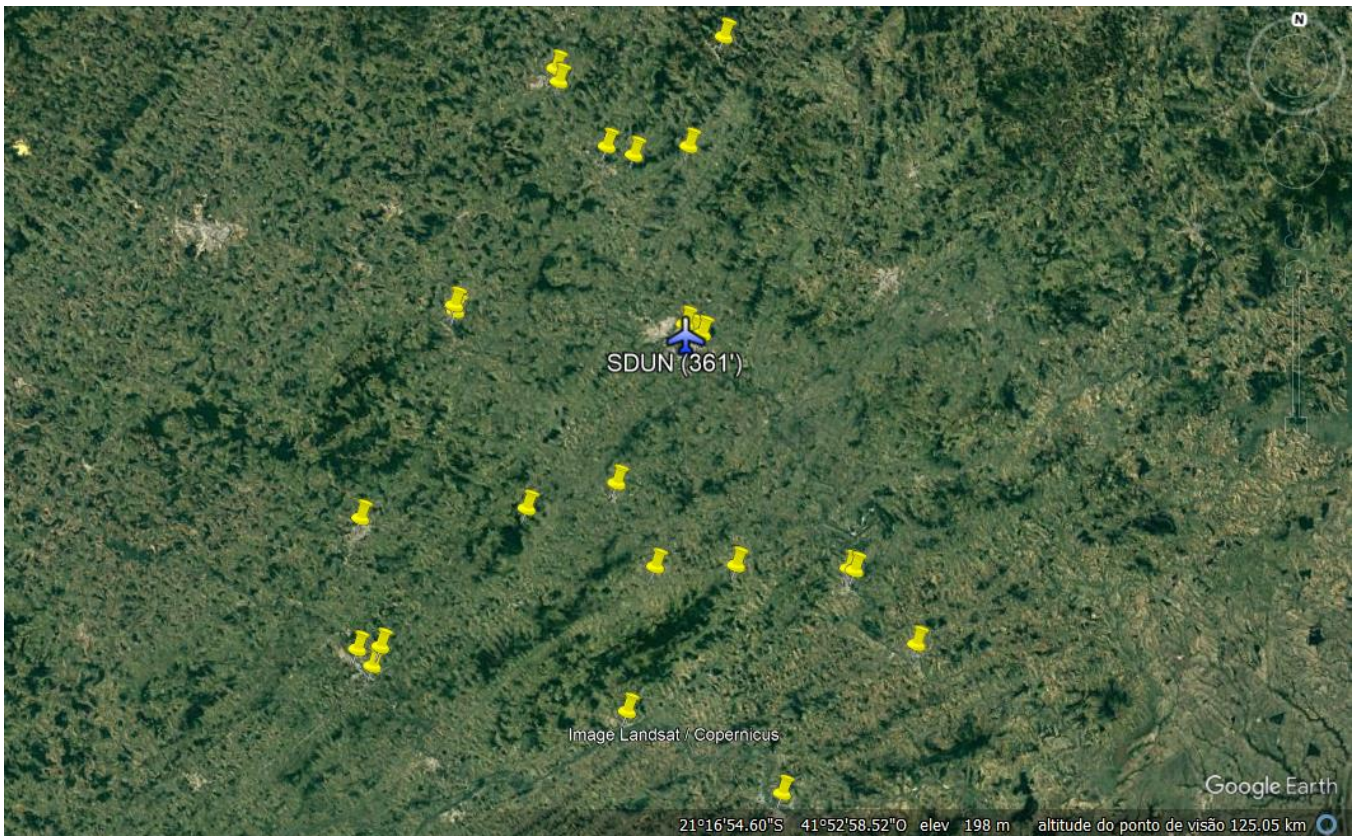 N
SDUN (361')
Image Landsat / Copernicus
Google Earth
21°16'54.60"S 41°52'58.52"O elev 198 m altitude do ponto de visão 125.05 km